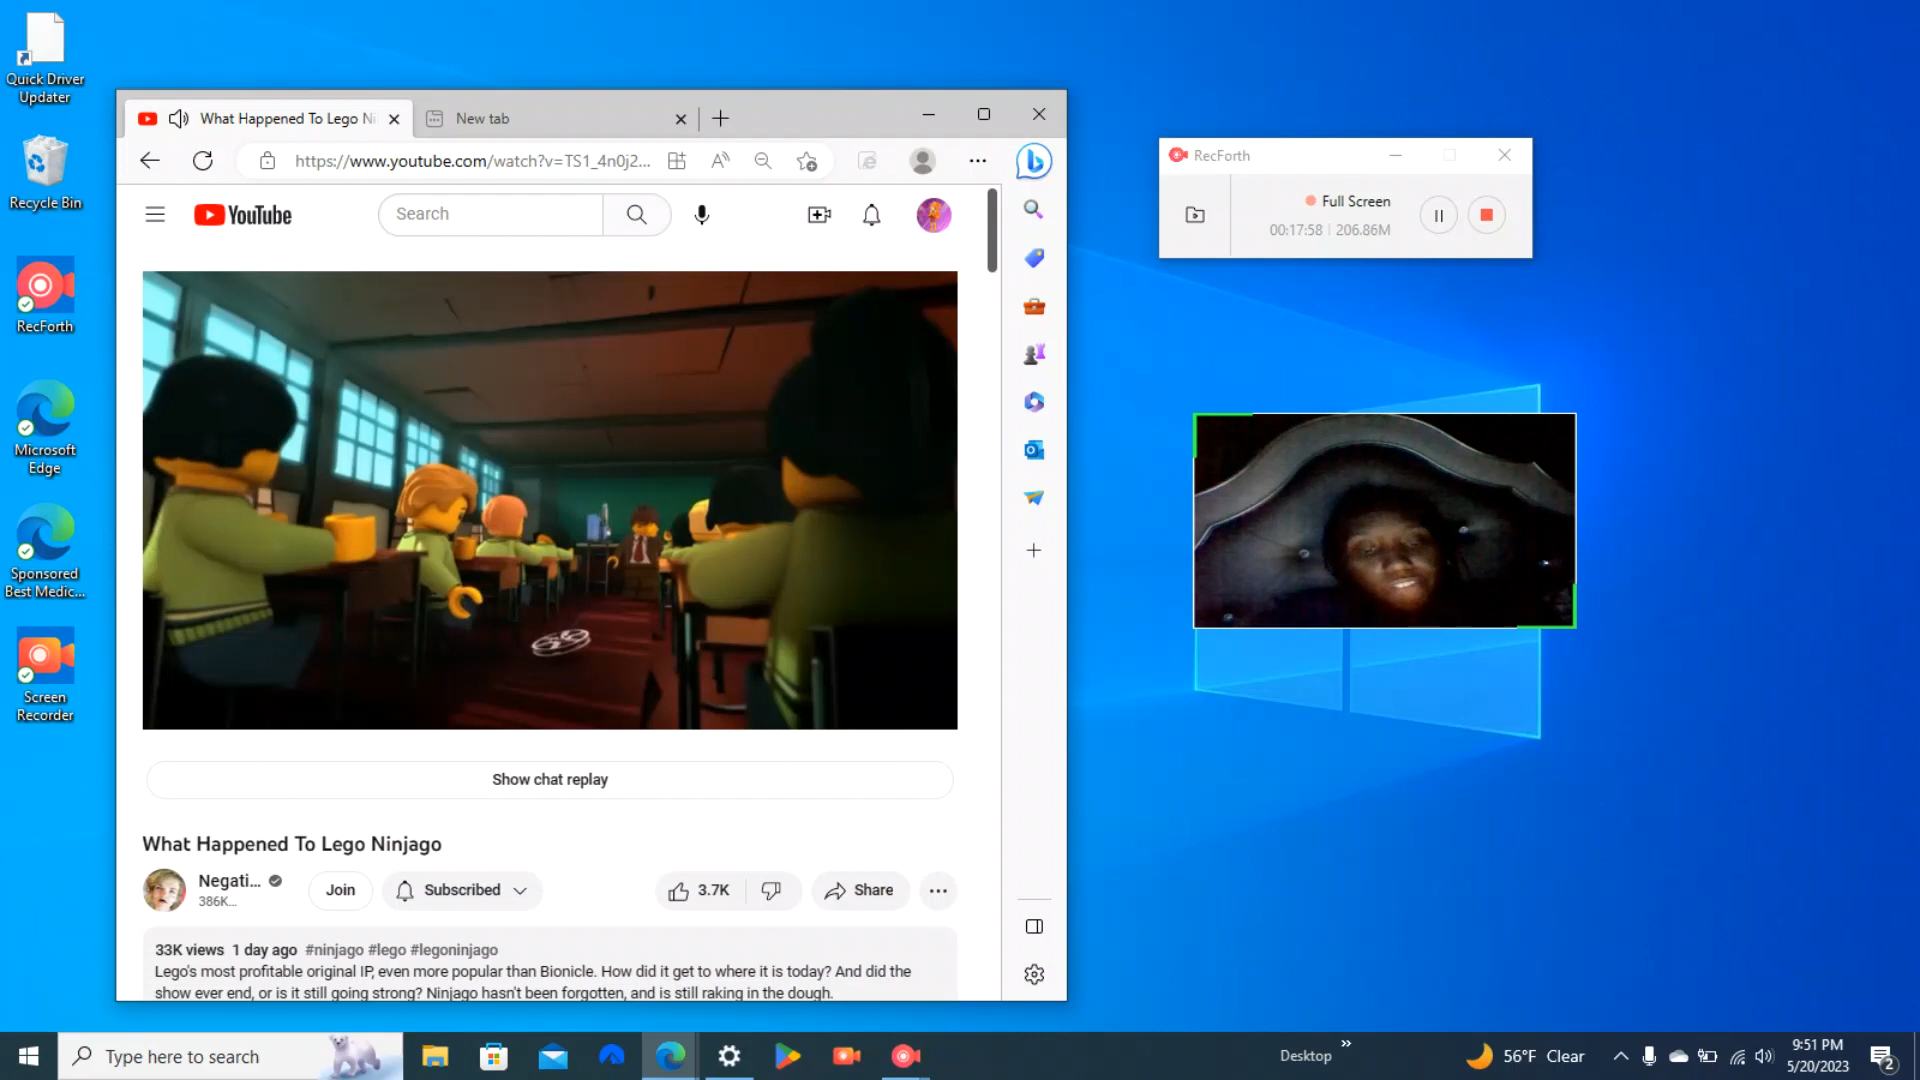 Quick Driver
Updater
Recycle Bin
RecForth
Microsoft
Edge
Sponsored
Best Medic...
Screen
Recorder
What Happened To Lego Ni
New tab
https://www.youtube.com/watch?v=TS1_4n0j2...
YouTube
Search
Show chat replay
What Happened To Lego Ninjago
Negati...
386K...
Join
Subscribed
3.7K
Share
33K views 1 day ago #ninjago #lego #legoninjago
Lego's most profitable original IP, even more popular than Bionicle. How did it get to where it is today? And did the
show ever end, or is it still going strong? Ninjago hasn't been forgotten, and is still raking in the dough.
RecForth
Full Screen
00:17:58 | 206.86M
Type here to search
Desktop
56°F Clear
9:51 PM
5/20/2023
2